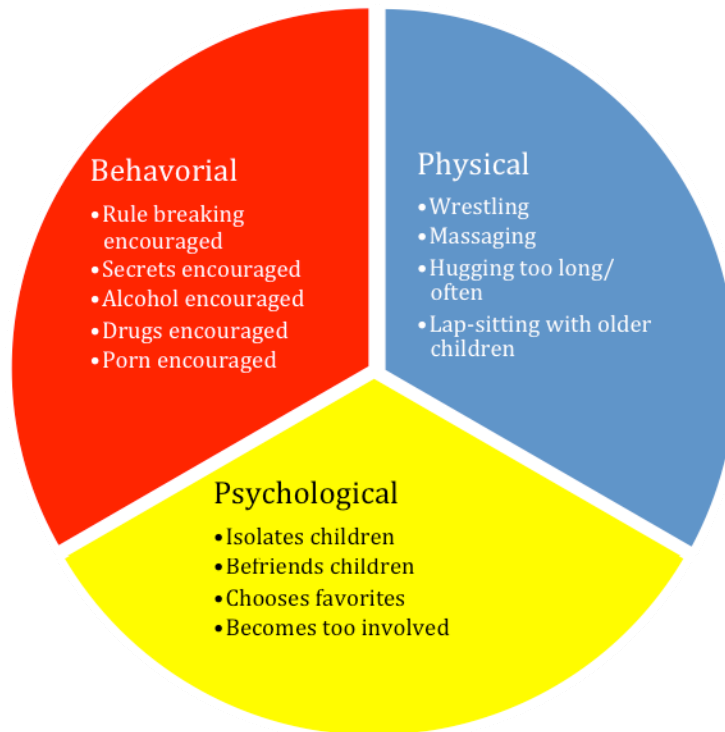 Behavorial
•Rule breaking
encouraged
•Secrets encouraged
•Alcohol encouraged
•Drugs encouraged
•Porn encouraged
Physical
•Wrestling
•Massaging
•Hugging too long/
often
•Lap-sitting with older
children
Psychological
•Isolates children
•Befriends children
•Chooses favorites
•Becomes too involved